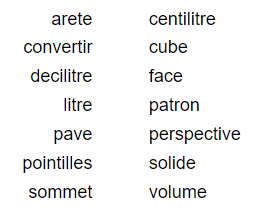 arete centilitre
convertir cube
decilitre face
litre patron
pave perspective
pointilles solide
sommet volume